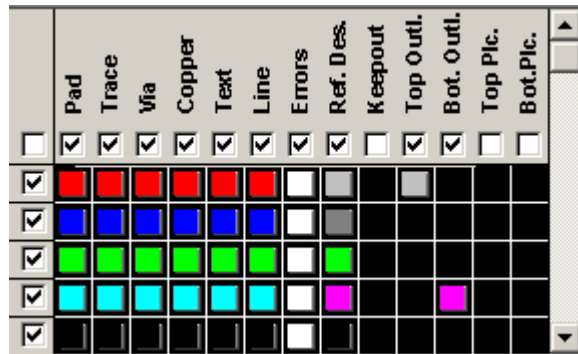 Pad
Trace
Via
Copper
Text
Line
Errors
Ref. Des.
Keepout
Top Outl.
Bot. Outl.
Top Plc.
Bot.Plc.